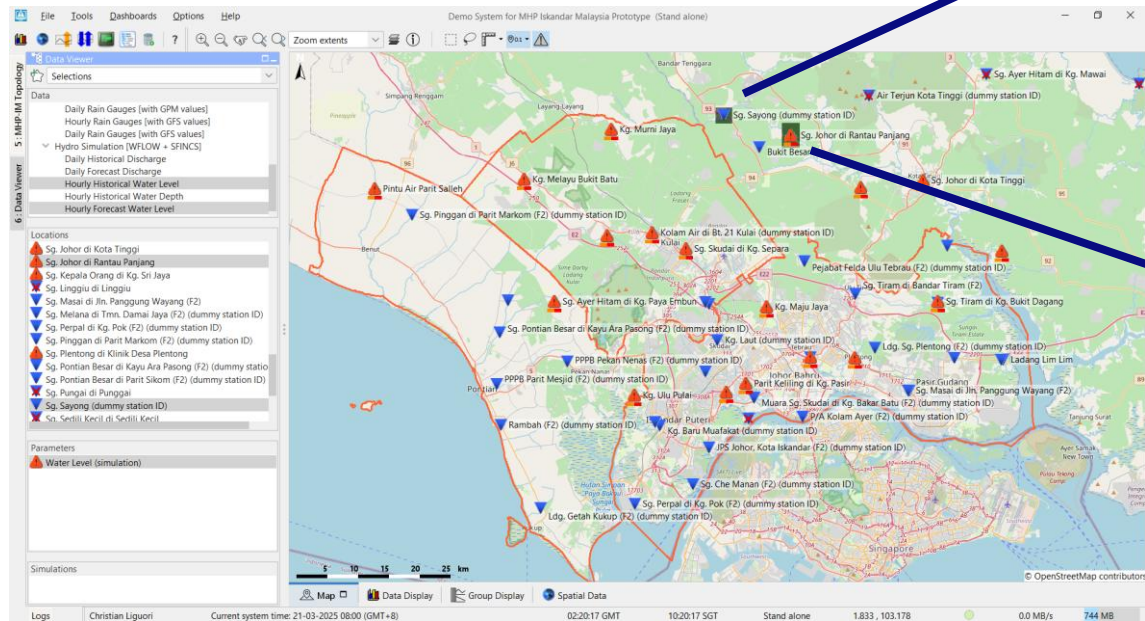 File Tools Dashboards Options Help
Demo System for MHP Iskandar Malaysia Prototype (Stand alone)
Zoom extents
5 : MHP-IM Topology
6 : Data Viewer
Data Viewer
Selections
Data
Daily Rain Gauges [with GPM values]
Hourly Rain Gauges [with GFS values]
Daily Rain Gauges [with GFS values]
Hydro Simulation [WFLOW + SFINCS]
Daily Historical Discharge
Daily Forecast Discharge
Hourly Historical Water Level
Hourly Historical Water Depth
Hourly Forecast Water Level
Locations
Sg. Johor di Kota Tinggi
Sg. Johor di Rantau Panjang
Sg. Kepala Orang di Kg. Sri Jaya
Sg. Linggiu di Linggiu
Sg. Masai di Jln. Panggung Wayang (F2)
Sg. Melana di Tmn. Damai Jaya (F2) (dummy station ID)
Sg. Perpal di Kg. Pok (F2) (dummy station ID)
Sg. Pinggan di Parit Markom (F2) (dummy station ID)
Sg. Plentong di Klinik Desa Plentong
Sg. Pontian Besar di Kayu Ara Pasong (F2) (dummy statio
Sg. Pontian Besar di Parit Sikom (F2) (dummy station ID)
Sg. Pungai di Punggai
Sg. Sayong (dummy station ID)
Sg. Sedili Kecil di Sedili Kecil
Parameters
Water Level (simulation)
Simulations
Bandar Tenggara
Sg. Ayer Hitam di Kg. Mawai
Simpang Renggam
Air Terjun Kota Tinggi (dummy station ID)
Layang-Layang
Sg. Sayong (dummy station ID)
Kg. Murni Jaya
Sg. Johor di Rantau Panjang
Bukit Besar
Kg. Melayu Bukit Batu
Sg. Johor di Kota Tinggi
Pintu Air Parit Salleh
Sg. Pinggan di Parit Markom (F2) (dummy station ID)
Kolam Air di Bt. 21 Kulai (dummy station ID)
Kulai
Benut
Sg. Skudai di Kg. Separa
Pejabat Felda Ulu Tebrau (F2) (dummy station ID)
Sg. Tiram di Bandar Tiram (F2)
Sg. Ayer Hitam di Kg. Paya Embun
Kg. Maju Jaya
Sg. Tiram di Kg. Bukit Dagang
Sg. Pontian Besar di Kayu Ara Pasong (F2) (dummy station ID)
Kg. Laut (dummy station ID)
Skudai
Ldg. Sg. Plentong (F2) (dummy station ID)
PPPB Pekan Nenas (F2) (dummy station ID)
Ladang Lim Lim
Johor Bahru
PPPB Parit Mesjid (F2) (dummy station ID)
Parit Keliling di Kg. Pasir
Pasir Gudang
Sg. Masai di Jln. Panggung Wayang (F2)
Kg. Ulu Pulai
Muara Sg. Skudai di Kg. Bakar Batu (F2) (dummy station ID)
P/A Kolam Ayer (F2) (dummy station ID)
Tanjung Surat
Rambah (F2) (dummy station ID)
Kg. Baru Muafakat (dummy station ID)
JPS Johor, Kota Iskandar (F2) (dummy station ID)
Sg. Che Manan (F2) (dummy station ID)
Sg. Perpal di Kg. Pok (F2) (dummy station ID)
Ldg. Getah Kukup (F2) (dummy station ID)
Singapore
5 10 15 20 25 km
© OpenStreetMap contributors
Map Data Display Group Display Spatial Data
Logs Christian Liguori Current system time: 21-03-2025 08:00 (GMT+8) 02:20:17 GMT 10:20:17 SGT Stand alone 1.833 , 103.178 0.0 MB/s 744 MB